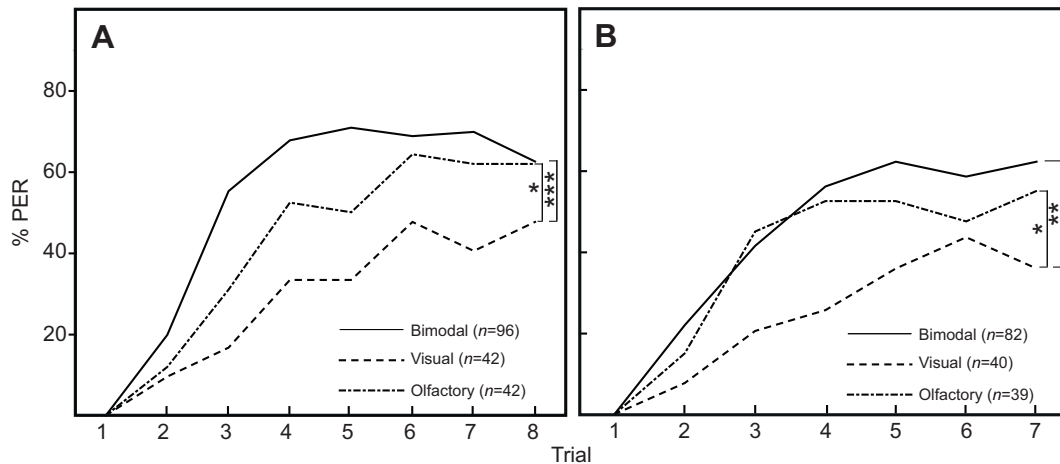 A
B
% PER
80
60
40
20
*
***
*
**
Bimodal (n=96)
Visual (n=42)
Olfactory (n=42)
Bimodal (n=82)
Visual (n=40)
Olfactory (n=39)
1 2 3 4 5 6 7 8
1 2 3 4 5 6 7
Trial